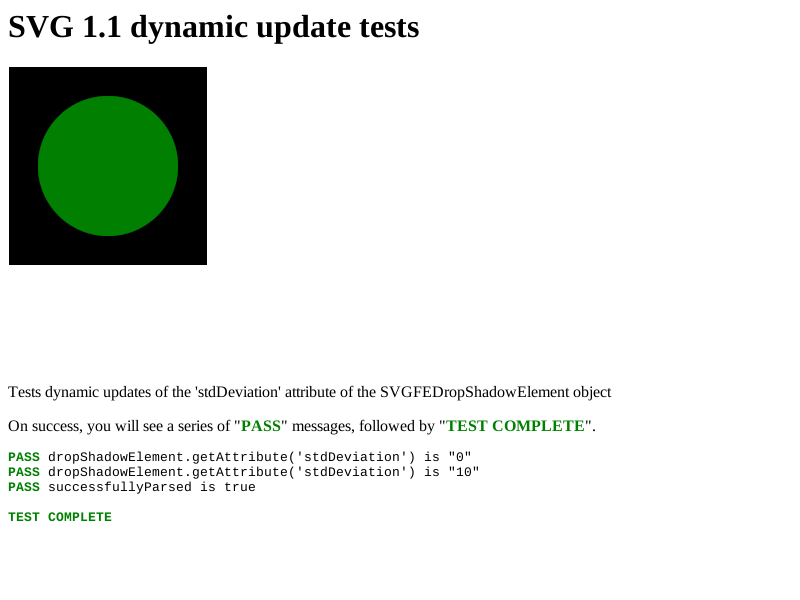 SVG 1.1 dynamic update tests
Tests dynamic updates of the 'stdDeviation' attribute of the SVGFEDropShadowElement object
On success, you will see a series of "PASS" messages, followed by "TEST COMPLETE".
PASS dropShadowElement.getAttribute('stdDeviation') is "0"
PASS dropShadowElement.getAttribute('stdDeviation') is "10"
PASS successfullyParsed is true
TEST COMPLETE